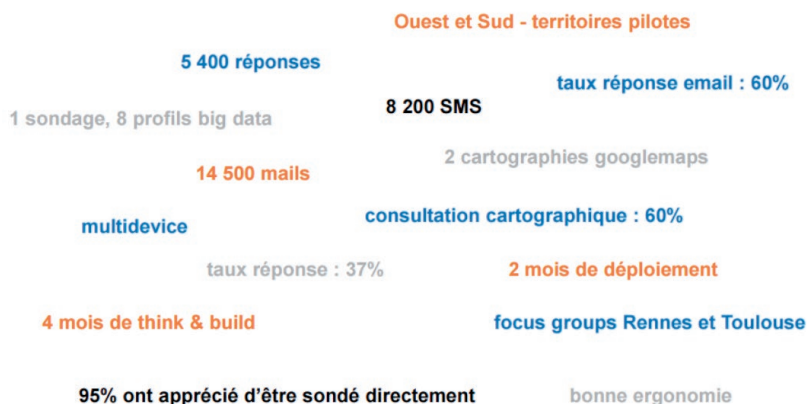 Ouest et Sud - territoires pilotes
5 400 réponses
taux réponse email : 60%
8 200 SMS
1 sondage, 8 profils big data
2 cartographies googlemaps
14 500 mails
consultation cartographique : 60%
multidevice
taux réponse : 37%
2 mois de déploiement
4 mois de think & build
focus groups Rennes et Toulouse
95% ont apprécié d’être sondé directement
bonne ergonomie